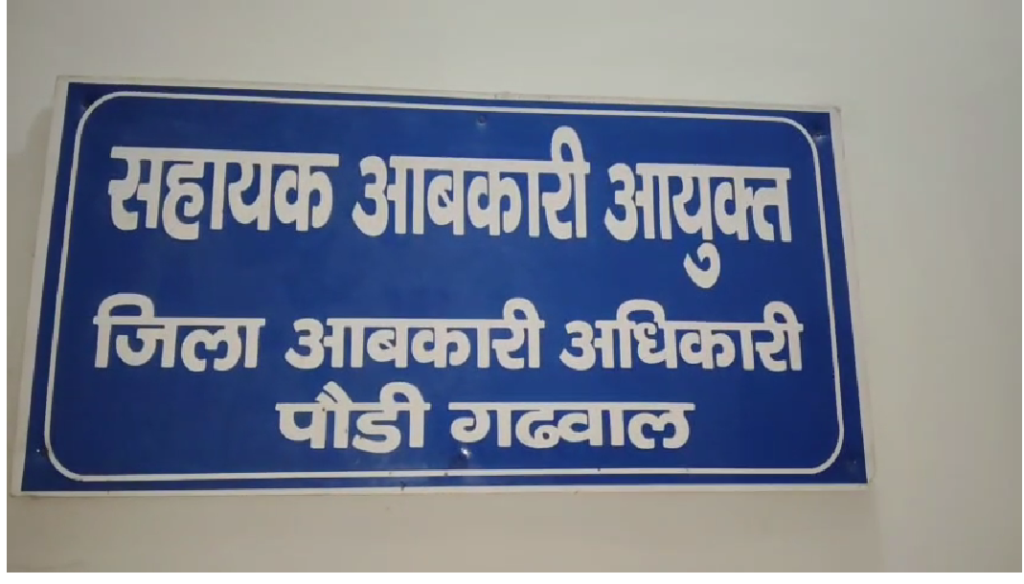 सहायक आबकारी आयुक्त
जिला आबकारी अधिकारी
पौडी गढवाल